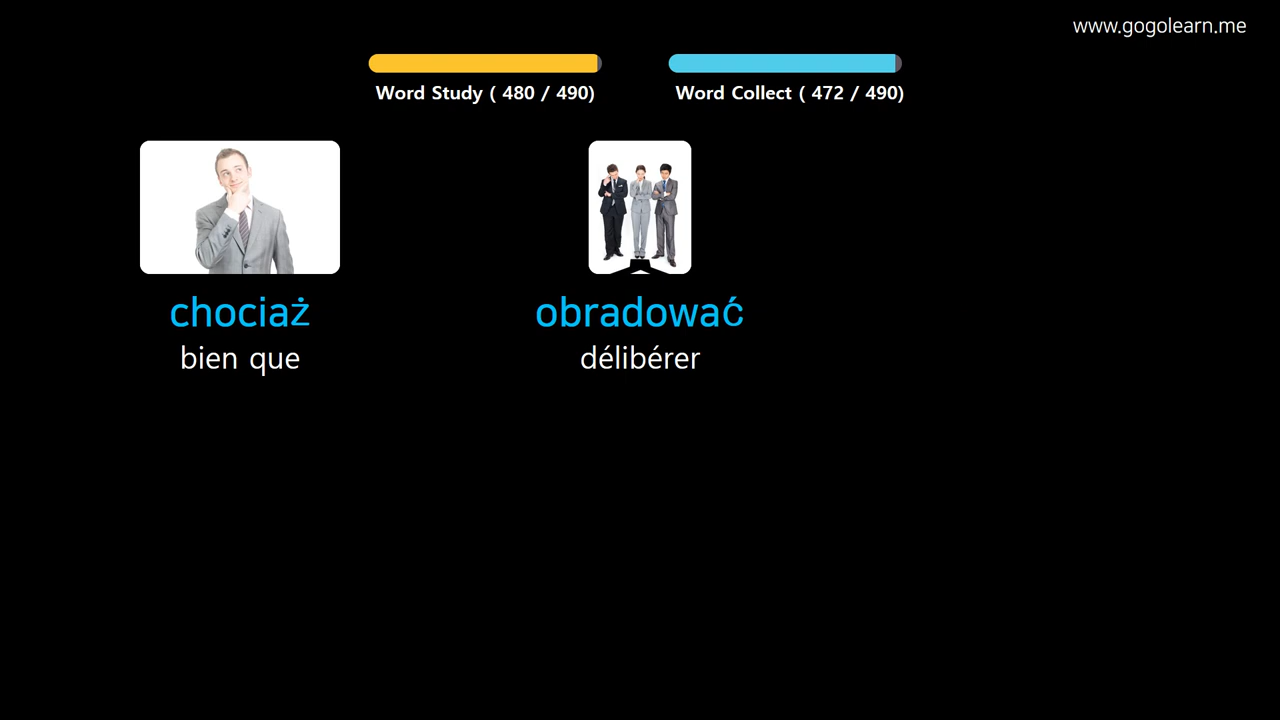 www.gogolearn.me
Word Study ( 480 / 490)
Word Collect ( 472 / 490)
chociaż
bien que
obradować
délibérer